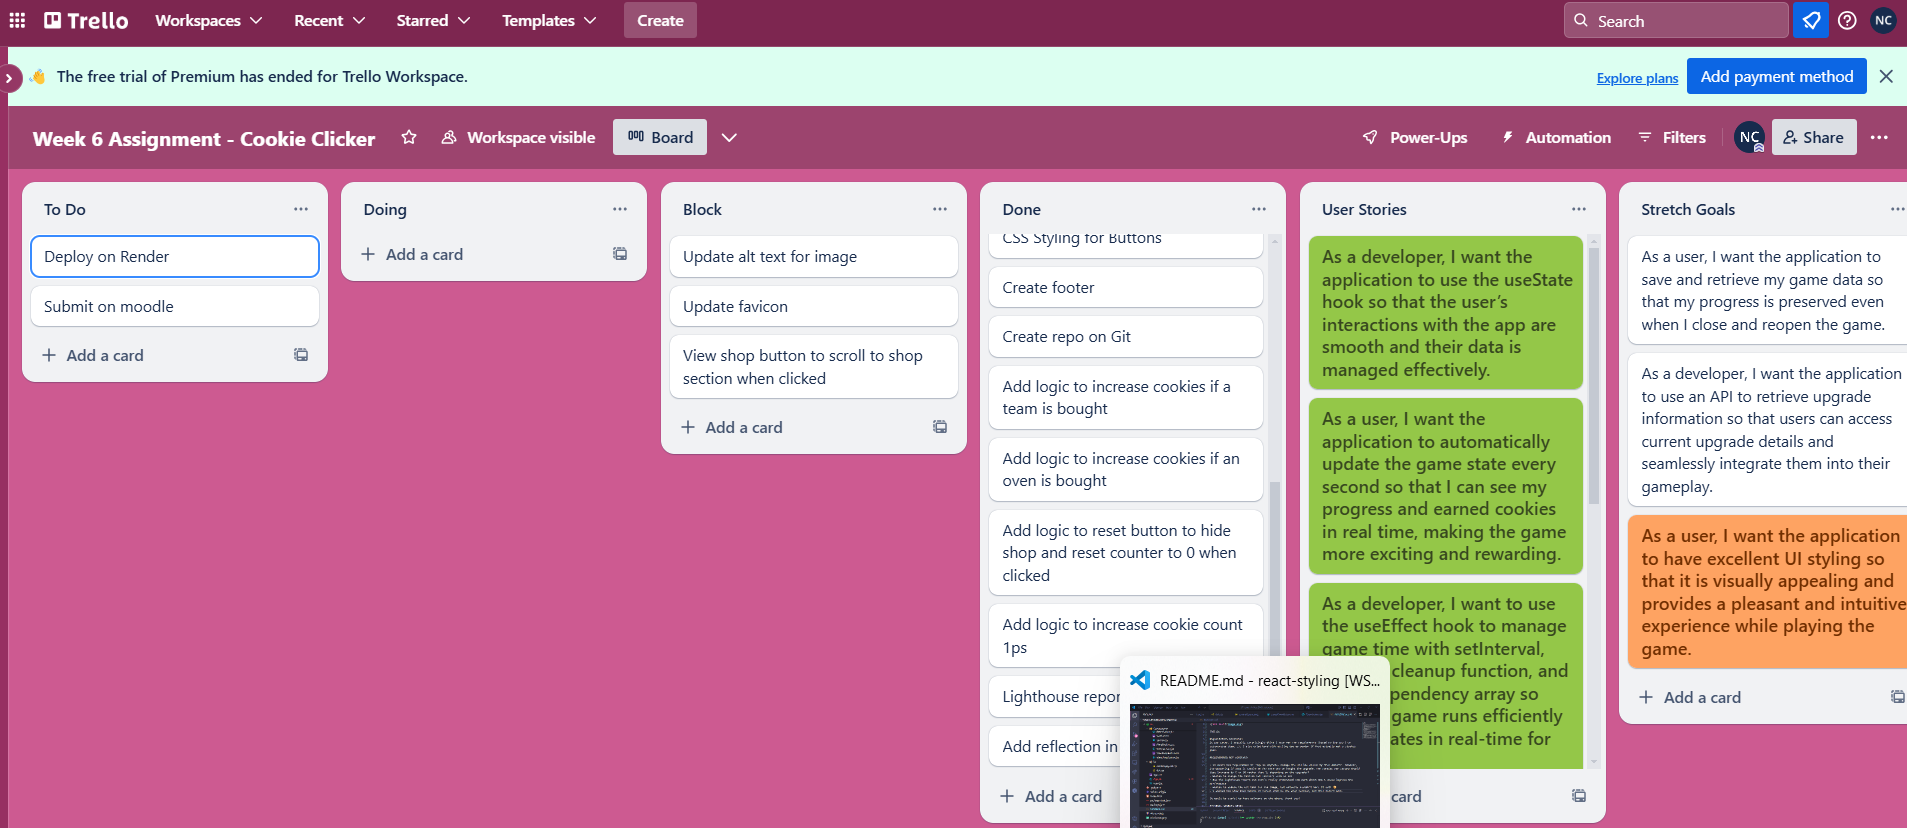 Trello
Workspaces
Recent
Starred
Templates
Create
Search
NC
The free trial of Premium has ended for Trello Workspace.
Explore plans
Add payment method
Week 6 Assignment - Cookie Clicker
Workspace visible
Board
Power-Ups
Automation
Filters
NC
Share
To Do
Deploy on Render
Submit on moodle
Add a card
Doing
Add a card
Block
Update alt text for image
Update favicon
View shop button to scroll to shop
section when clicked
Add a card
Done
CSS Styling for Buttons
Create footer
Create repo on Git
Add logic to increase cookies if a
team is bought
Add logic to increase cookies if an
oven is bought
Add logic to reset button to hide
shop and reset counter to 0 when
clicked
Add logic to increase cookie count
1ps
Lighthouse repor
Add reflection in
Add a card
User Stories
As a developer, I want the
application to use the useState
hook so that the user’s
interactions with the app are
smooth and their data is
managed effectively.
As a user, I want the
application to automatically
update the game state every
second so that I can see my
progress and earned cookies
in real time, making the game
more exciting and rewarding.
As a developer, I want to use
the useEffect hook to manage
game time with setInterval,
cleanup function, and
pendency array so
game runs efficiently
ates in real-time for
card
Stretch Goals
As a user, I want the application to
save and retrieve my game data so
that my progress is preserved even
when I close and reopen the game.
As a developer, I want the application
to use an API to retrieve upgrade
information so that users can access
current upgrade details and
seamlessly integrate them into their
gameplay.
As a user, I want the application
to have excellent UI styling so
that it is visually appealing and
provides a pleasant and intuitive
experience while playing the
game.
Add a card
README.md - react-styling [WS...